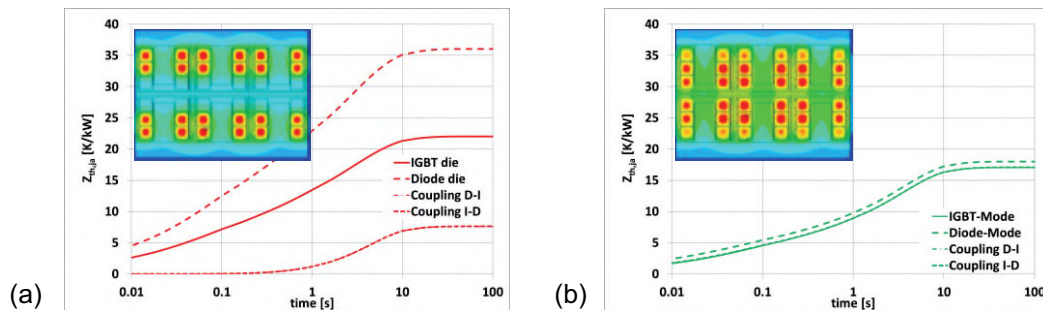 (a)
Z_th,ja [K/kW]
40
35
30
25
20
15
10
5
0
0.01 0.1 1 10 100
time [s]
IGBT die
Diode die
Coupling D-I
Coupling I-D
(b)
Z_th,ja [K/kW]
40
35
30
25
20
15
10
5
0
0.01 0.1 1 10 100
time [s]
IGBT-Mode
Diode-Mode
Coupling D-I
Coupling I-D